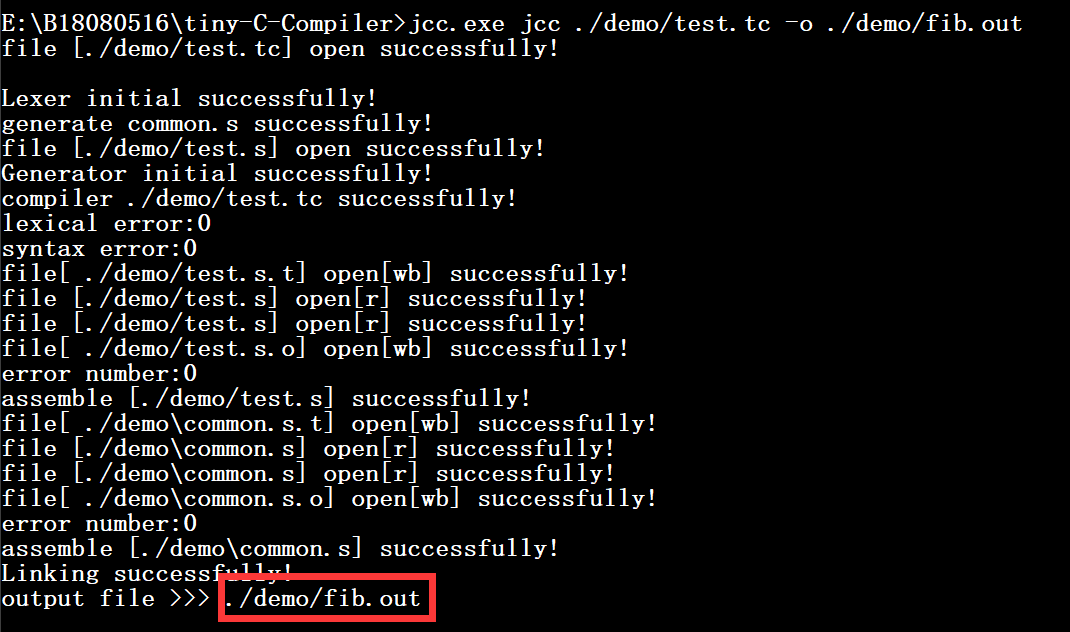 E:\B18080516\tiny-C-Compiler>jcc.exe jcc ./demo/test.tc -o ./demo/fib.out
file [./demo/test.tc] open successfully!
Lexer initial successfully!
generate common.s successfully!
file [./demo/test.s] open successfully!
Generator initial successfully!
compiler ./demo/test.tc successfully!
lexical error:0
syntax error:0
file[ ./demo/test.s.t] open[wb] successfully!
file [./demo/test.s] open[r] successfully!
file [./demo/test.s] open[r] successfully!
file[ ./demo/test.s.o] open[wb] successfully!
error number:0
assemble [./demo/test.s] successfully!
file[ ./demo\common.s.t] open[wb] successfully!
file [./demo\common.s] open[r] successfully!
file [./demo\common.s] open[r] successfully!
file[ ./demo\common.s.o] open[wb] successfully!
error number:0
assemble [./demo\common.s] successfully!
Linking successfully!
output file >>> ./demo/fib.out